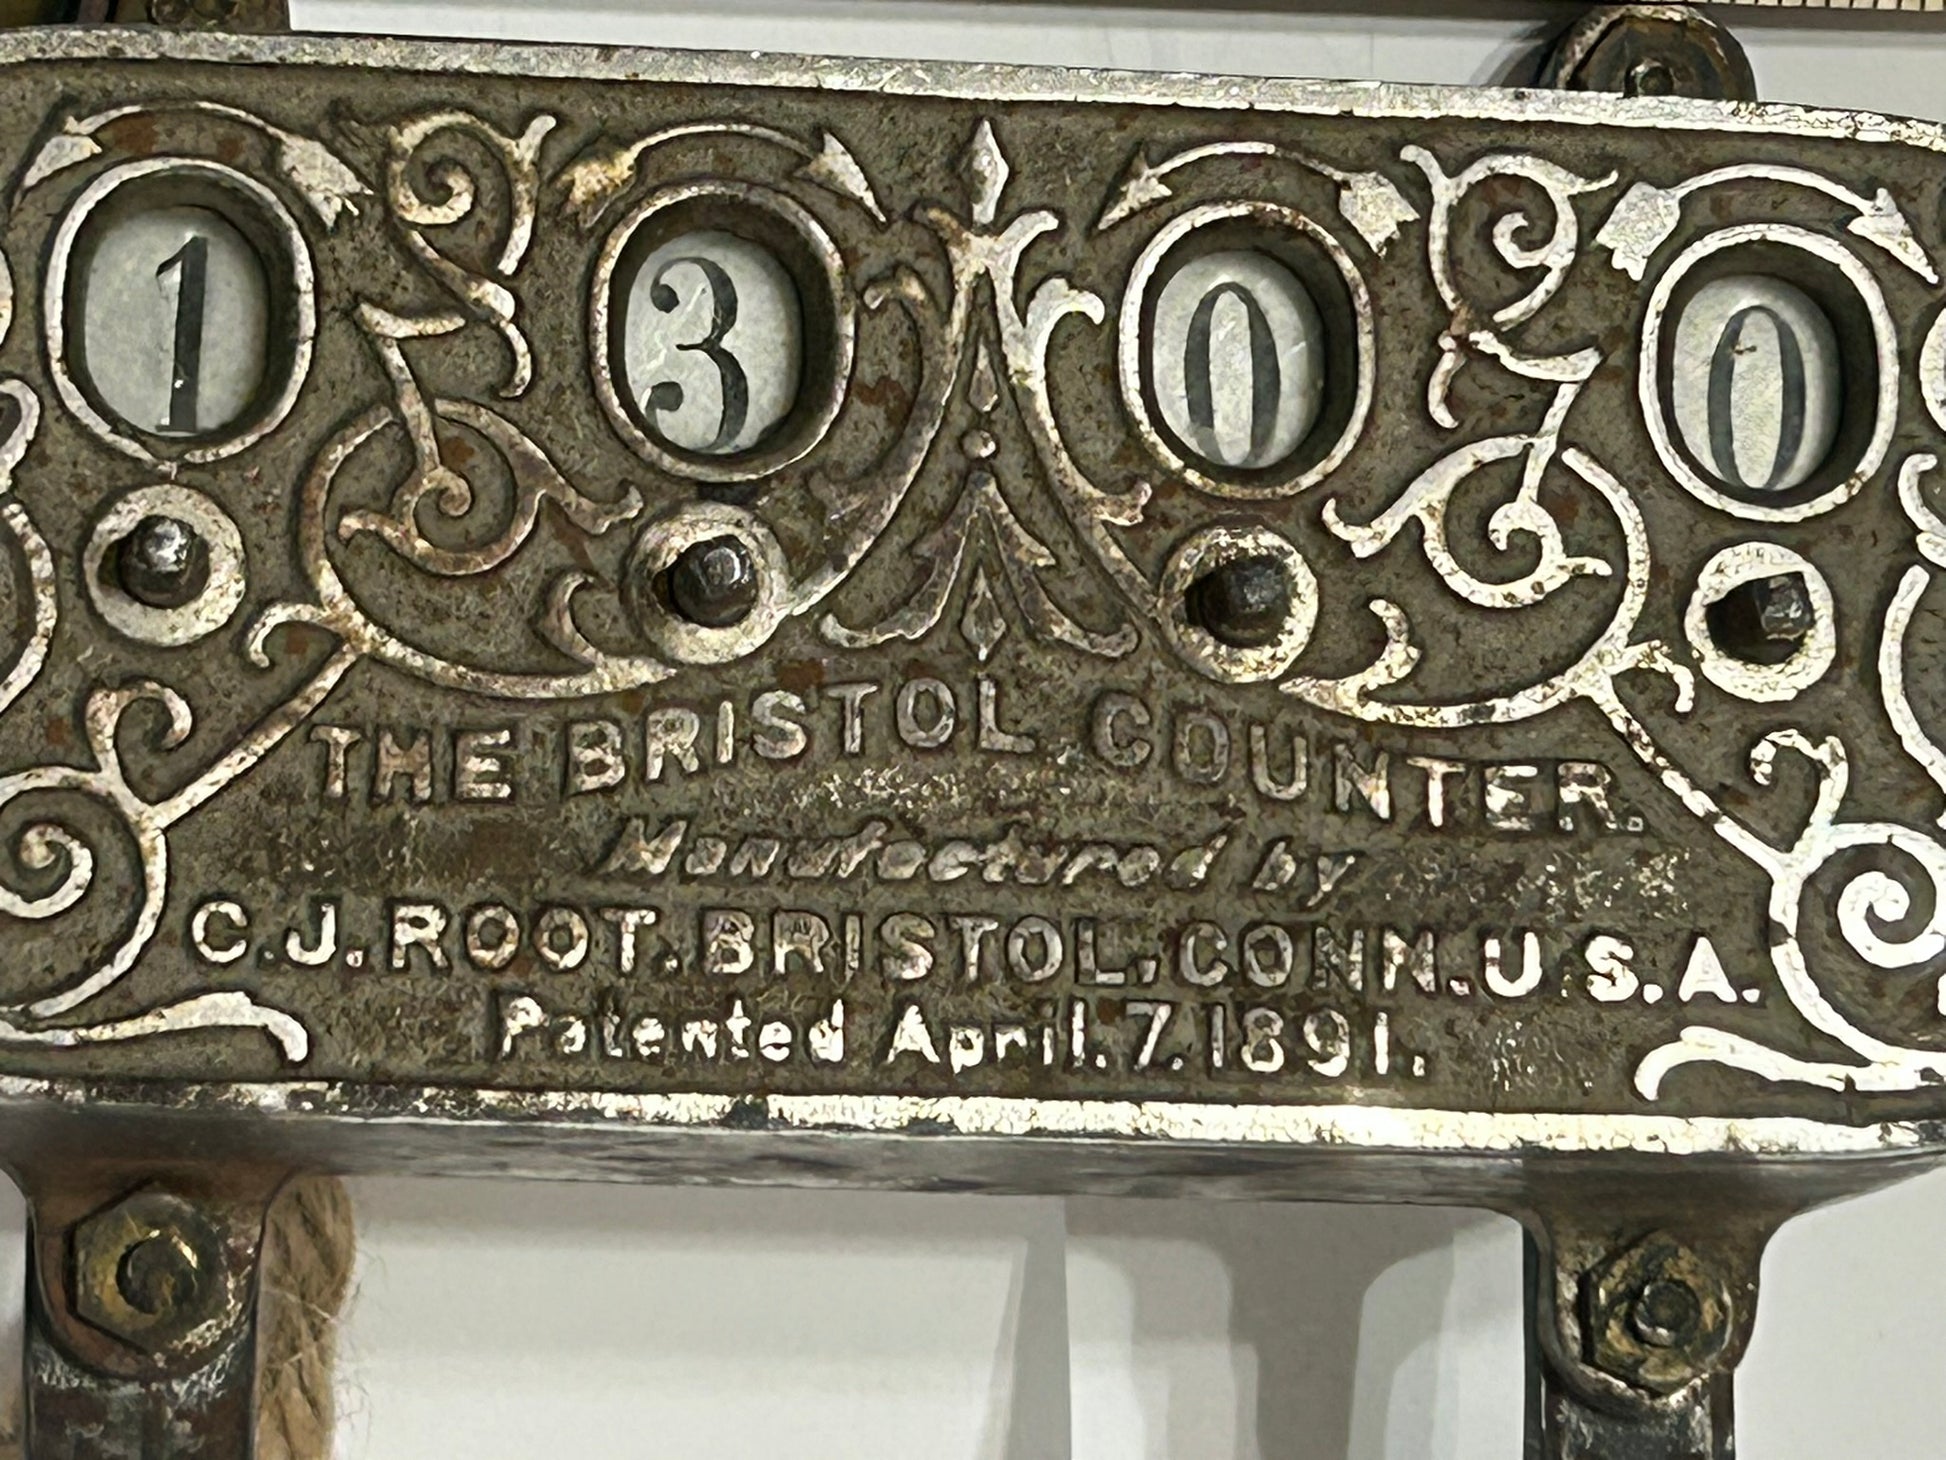 1 3 0 0
THE BRISTOL COUNTER.
Manufactured by
C.J. ROOT. BRISTOL. CONN. U.S.A.
Patented April. 7. 1891.